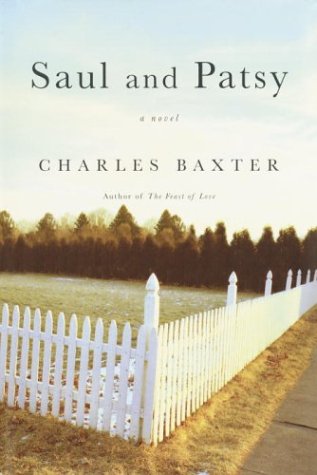 Saul and Patsy
a novel
CHARLES BAXTER
Author of The Feast of Love